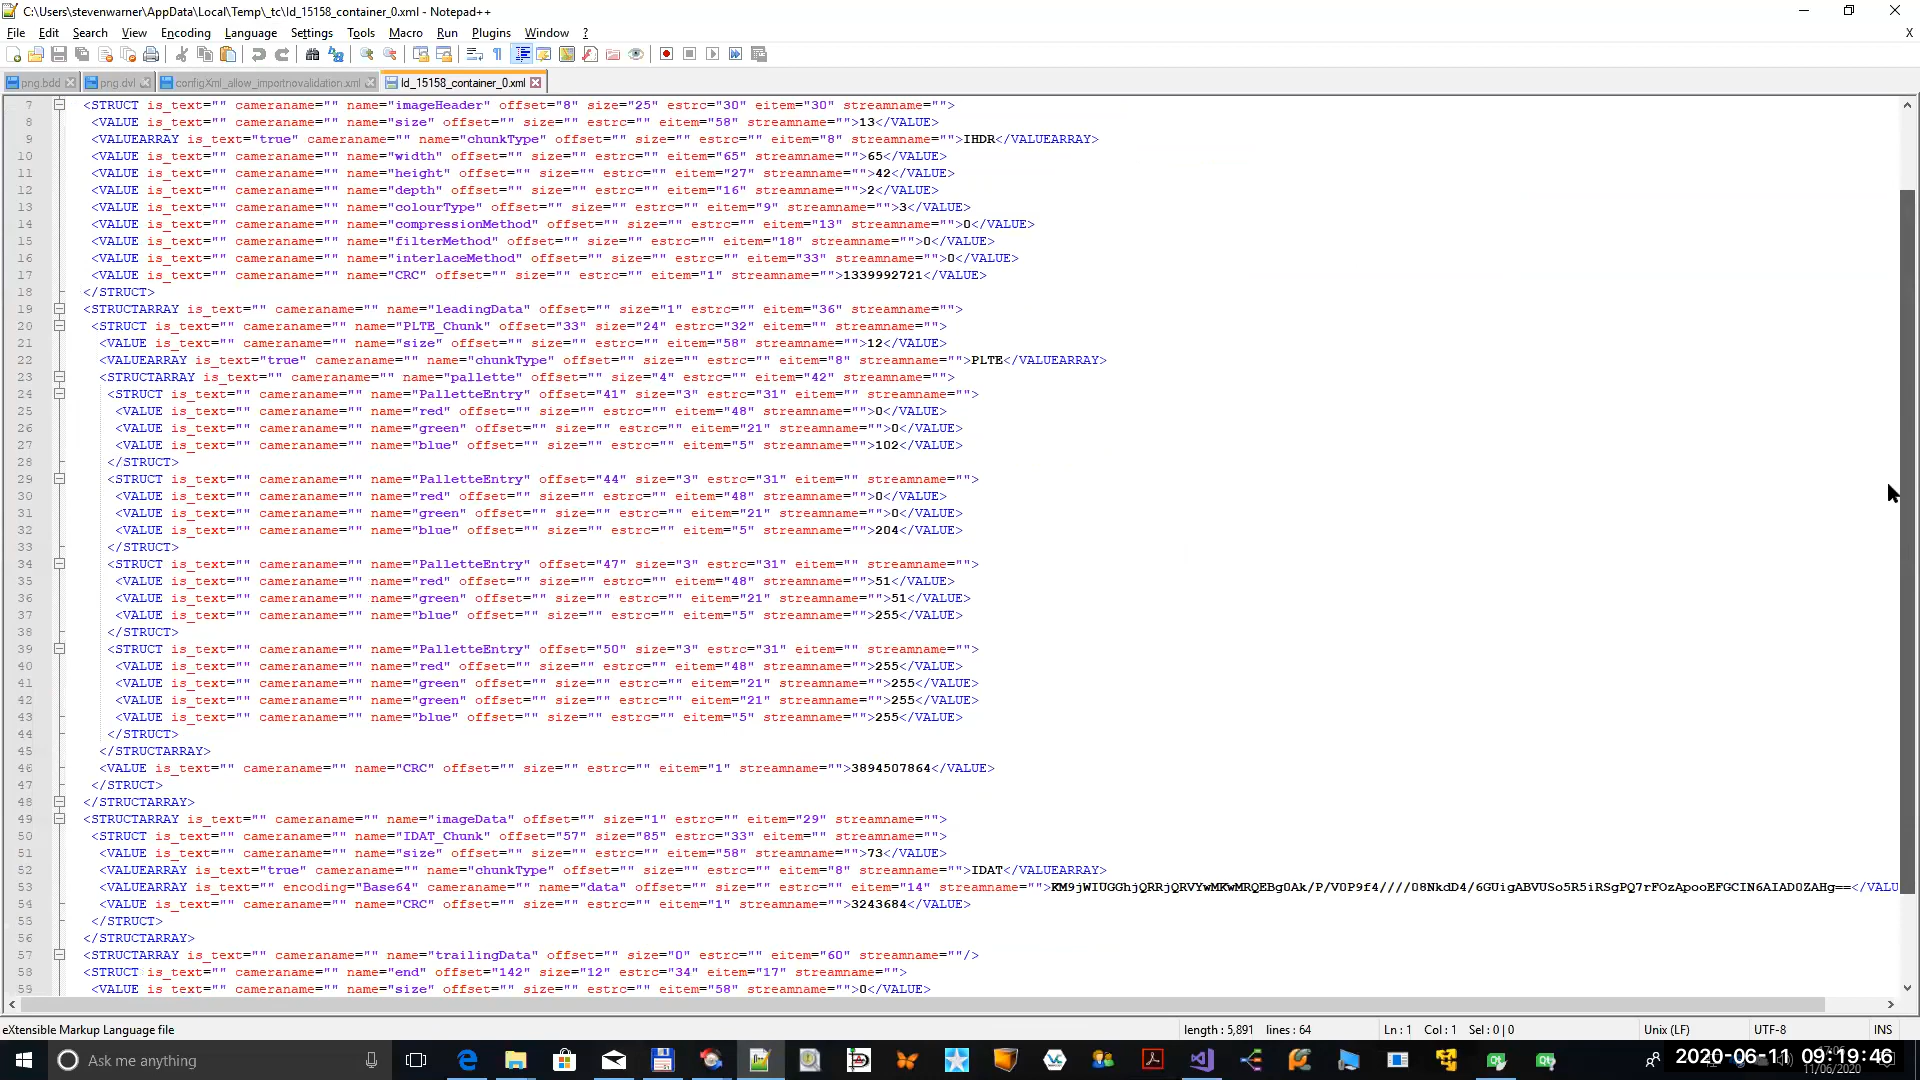 C:\Users\stevenwarner\AppData\Local\Temp\_tc\ld_15158_container_0.xml - Notepad++
File Edit Search View Encoding Language Settings Tools Macro Run Plugins Window ? X
png.bdd png.dvl configXml_allow_importnovalidation.xml ld_15158_container_0.xml
7 <STRUCT is_text="" cameraname="" name="imageHeader" offset="8" size="25" estrc="30" eitem="30" streamname="">
8 <VALUE is_text="" cameraname="" name="size" offset="" size="" estrc="" eitem="58" streamname="">13</VALUE>
9 <VALUEARRAY is_text="true" cameraname="" name="chunkType" offset="" size="" estrc="" eitem="8" streamname="">IHDR</VALUEARRAY>
10 <VALUE is_text="" cameraname="" name="width" offset="" size="" estrc="" eitem="65" streamname="">65</VALUE>
11 <VALUE is_text="" cameraname="" name="height" offset="" size="" estrc="" eitem="27" streamname="">42</VALUE>
12 <VALUE is_text="" cameraname="" name="depth" offset="" size="" estrc="" eitem="16" streamname="">2</VALUE>
13 <VALUE is_text="" cameraname="" name="colourType" offset="" size="" estrc="" eitem="9" streamname="">3</VALUE>
14 <VALUE is_text="" cameraname="" name="compressionMethod" offset="" size="" estrc="" eitem="13" streamname="">0</VALUE>
15 <VALUE is_text="" cameraname="" name="filterMethod" offset="" size="" estrc="" eitem="18" streamname="">0</VALUE>
16 <VALUE is_text="" cameraname="" name="interlaceMethod" offset="" size="" estrc="" eitem="33" streamname="">0</VALUE>
17 <VALUE is_text="" cameraname="" name="CRC" offset="" size="" estrc="" eitem="1" streamname="">1339992721</VALUE>
18 </STRUCT>
19 <STRUCTARRAY is_text="" cameraname="" name="leadingData" offset="" size="1" estrc="" eitem="36" streamname="">
20 <STRUCT is_text="" cameraname="" name="PLTE_Chunk" offset="33" size="24" estrc="32" eitem="" streamname="">
21 <VALUE is_text="" cameraname="" name="size" offset="" size="" estrc="" eitem="58" streamname="">12</VALUE>
22 <VALUEARRAY is_text="true" cameraname="" name="chunkType" offset="" size="" estrc="" eitem="8" streamname="">PLTE</VALUEARRAY>
23 <STRUCTARRAY is_text="" cameraname="" name="pallette" offset="" size="4" estrc="" eitem="42" streamname="">
24 <STRUCT is_text="" cameraname="" name="PalletteEntry" offset="41" size="3" estrc="31" eitem="" streamname="">
25 <VALUE is_text="" cameraname="" name="red" offset="" size="" estrc="" eitem="48" streamname="">0</VALUE>
26 <VALUE is_text="" cameraname="" name="green" offset="" size="" estrc="" eitem="21" streamname="">0</VALUE>
27 <VALUE is_text="" cameraname="" name="blue" offset="" size="" estrc="" eitem="5" streamname="">102</VALUE>
28 </STRUCT>
29 <STRUCT is_text="" cameraname="" name="PalletteEntry" offset="44" size="3" estrc="31" eitem="" streamname="">
30 <VALUE is_text="" cameraname="" name="red" offset="" size="" estrc="" eitem="48" streamname="">0</VALUE>
31 <VALUE is_text="" cameraname="" name="green" offset="" size="" estrc="" eitem="21" streamname="">0</VALUE>
32 <VALUE is_text="" cameraname="" name="blue" offset="" size="" estrc="" eitem="5" streamname="">204</VALUE>
33 </STRUCT>
34 <STRUCT is_text="" cameraname="" name="PalletteEntry" offset="47" size="3" estrc="31" eitem="" streamname="">
35 <VALUE is_text="" cameraname="" name="red" offset="" size="" estrc="" eitem="48" streamname="">51</VALUE>
36 <VALUE is_text="" cameraname="" name="green" offset="" size="" estrc="" eitem="21" streamname="">51</VALUE>
37 <VALUE is_text="" cameraname="" name="blue" offset="" size="" estrc="" eitem="5" streamname="">255</VALUE>
38 </STRUCT>
39 <STRUCT is_text="" cameraname="" name="PalletteEntry" offset="50" size="3" estrc="31" eitem="" streamname="">
40 <VALUE is_text="" cameraname="" name="red" offset="" size="" estrc="" eitem="48" streamname="">255</VALUE>
41 <VALUE is_text="" cameraname="" name="green" offset="" size="" estrc="" eitem="21" streamname="">255</VALUE>
42 <VALUE is_text="" cameraname="" name="green" offset="" size="" estrc="" eitem="21" streamname="">255</VALUE>
43 <VALUE is_text="" cameraname="" name="blue" offset="" size="" estrc="" eitem="5" streamname="">255</VALUE>
44 </STRUCT>
45 </STRUCTARRAY>
46 <VALUE is_text="" cameraname="" name="CRC" offset="" size="" estrc="" eitem="1" streamname="">3894507864</VALUE>
47 </STRUCT>
48 </STRUCTARRAY>
49 <STRUCTARRAY is_text="" cameraname="" name="imageData" offset="" size="1" estrc="" eitem="29" streamname="">
50 <STRUCT is_text="" cameraname="" name="IDAT_Chunk" offset="57" size="85" estrc="33" eitem="" streamname="">
51 <VALUE is_text="" cameraname="" name="size" offset="" size="" estrc="" eitem="58" streamname="">73</VALUE>
52 <VALUEARRAY is_text="true" cameraname="" name="chunkType" offset="" size="" estrc="" eitem="8" streamname="">IDAT</VALUEARRAY>
53 <VALUEARRAY is_text="" encoding="Base64" cameraname="" name="data" offset="" size="" estrc="" eitem="14" streamname="">KM9jWIUGGhjQRRjQRVYwMKwMRQEBg0Ak/P/V0P9f4////08NkdD4/6GUigABVUSo5R5iRSgPQ7rFOzApooEFGCIN6AIAD0ZAHg==</VALU
54 <VALUE is_text="" cameraname="" name="CRC" offset="" size="" estrc="" eitem="1" streamname="">3243684</VALUE>
55 </STRUCT>
56 </STRUCTARRAY>
57 <STRUCTARRAY is_text="" cameraname="" name="trailingData" offset="" size="0" estrc="" eitem="60" streamname=""/>
58 <STRUCT is_text="" cameraname="" name="end" offset="142" size="12" estrc="34" eitem="17" streamname="">
59 <VALUE is_text="" cameraname="" name="size" offset="" size="" estrc="" eitem="58" streamname="">0</VALUE>
eXtensible Markup Language file length : 5,891 lines : 64 Ln : 1 Col : 1 Sel : 0 | 0 Unix (LF) UTF-8 INS
Ask me anything 2020-06-11 09:19:46
11/06/2020